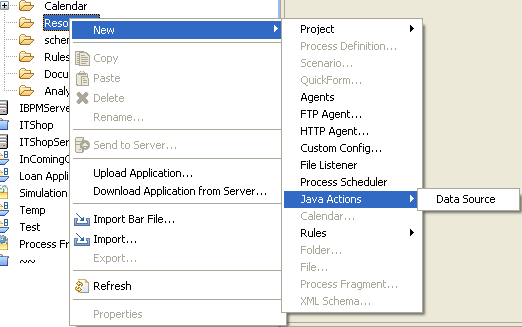 Calendar
Reso
schem
Rules
Docu
Analy
IBPMServe
ITShop
ITShopSer
InComingC
Loan Appl
Simulation
Temp
Test
Process Fr
~~
New
Copy
Paste
Delete
Rename...
Send to Server...
Upload Application...
Download Application from Server...
Import Bar File...
Import...
Export...
Refresh
Properties
Project
Process Definition...
Scenario...
QuickForm...
Agents
FTP Agent...
HTTP Agent...
Custom Config...
File Listener
Process Scheduler
Java Actions
Calendar...
Rules
Folder...
File...
Process Fragment...
XML Schema...
Data Source